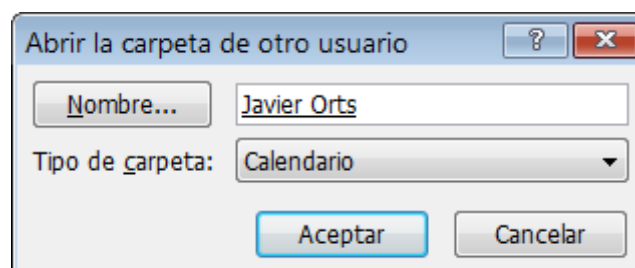 Abrir la carpeta de otro usuario
Nombre... Javier Orts
Tipo de carpeta: Calendario
Aceptar Cancelar